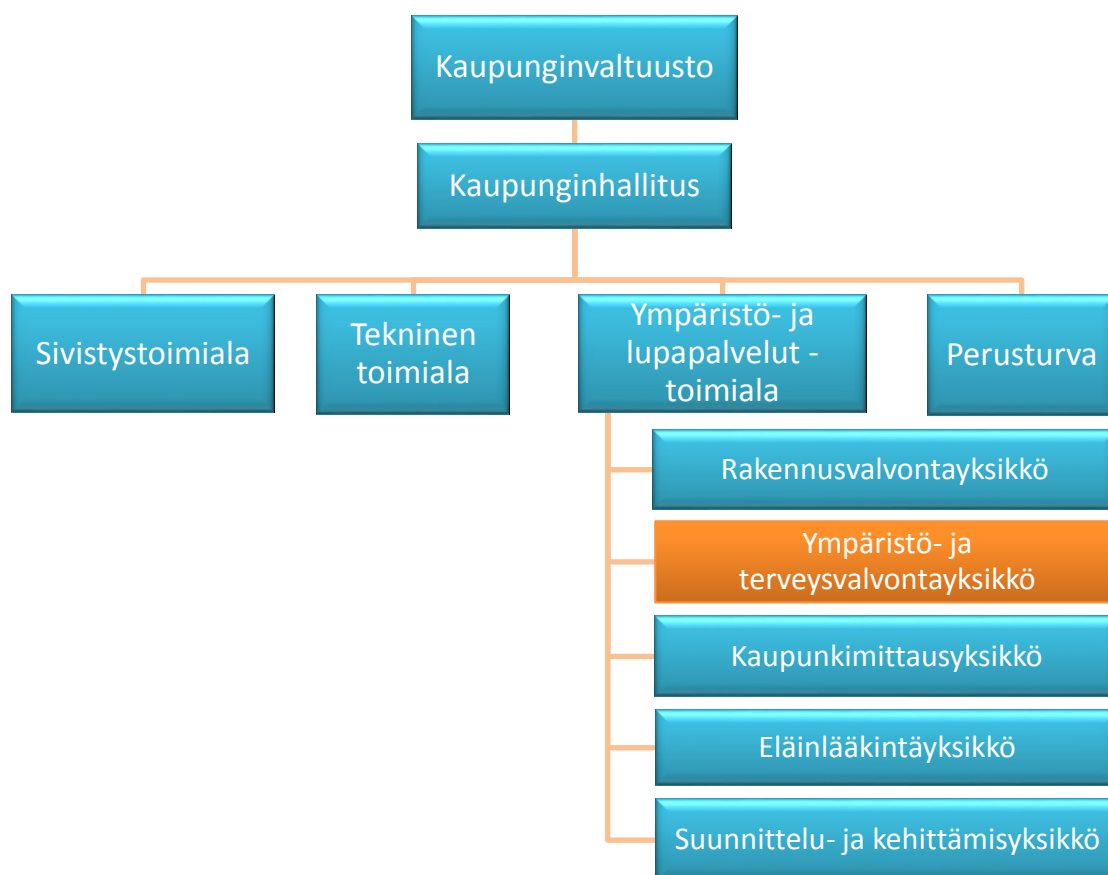 Kaupunginvaltuusto
Kaupunginhallitus
Sivistystoimiala
Tekninen
toimiala
Ympäristö- ja
lupapalvelut -
toimiala
Perusturva
Rakennusvalvontayksikkö
Ympäristö- ja
terveysvalvontayksikkö
Kaupunkimittausyksikkö
Eläinlääkintäyksikkö
Suunnittelu- ja kehittämisyksikkö